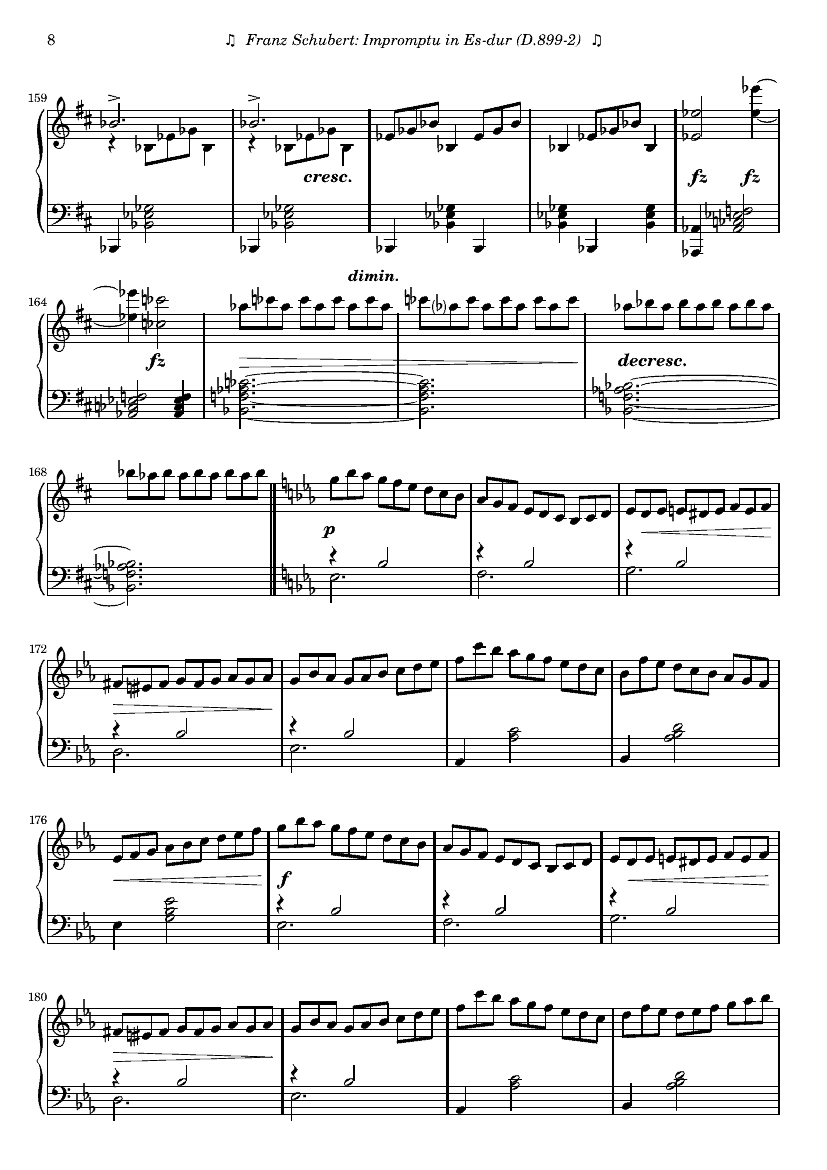 8 ♫ Franz Schubert: Impromptu in Es-dur (D.899-2) ♫
159
cresc.
fz fz
dimin.
164
fz
decresc.
168
p
172
176
f
180